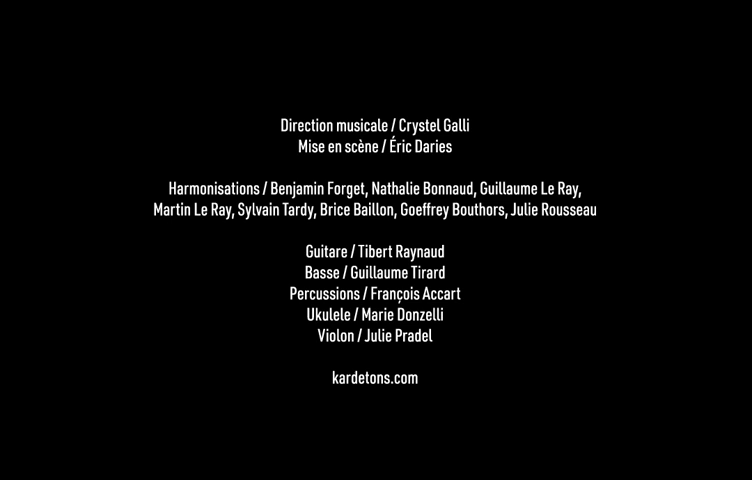 Direction musicale / Crystel Galli
Mise en scène / Éric Daries
Harmonisations / Benjamin Forget, Nathalie Bonnaud, Guillaume Le Ray,
Martin Le Ray, Sylvain Tardy, Brice Baillon, Goeffrey Bouthors, Julie Rousseau
Guitare / Tibert Raynaud
Basse / Guillaume Tirard
Percussions / François Accart
Ukulele / Marie Donzelli
Violon / Julie Pradel
kardetons.com